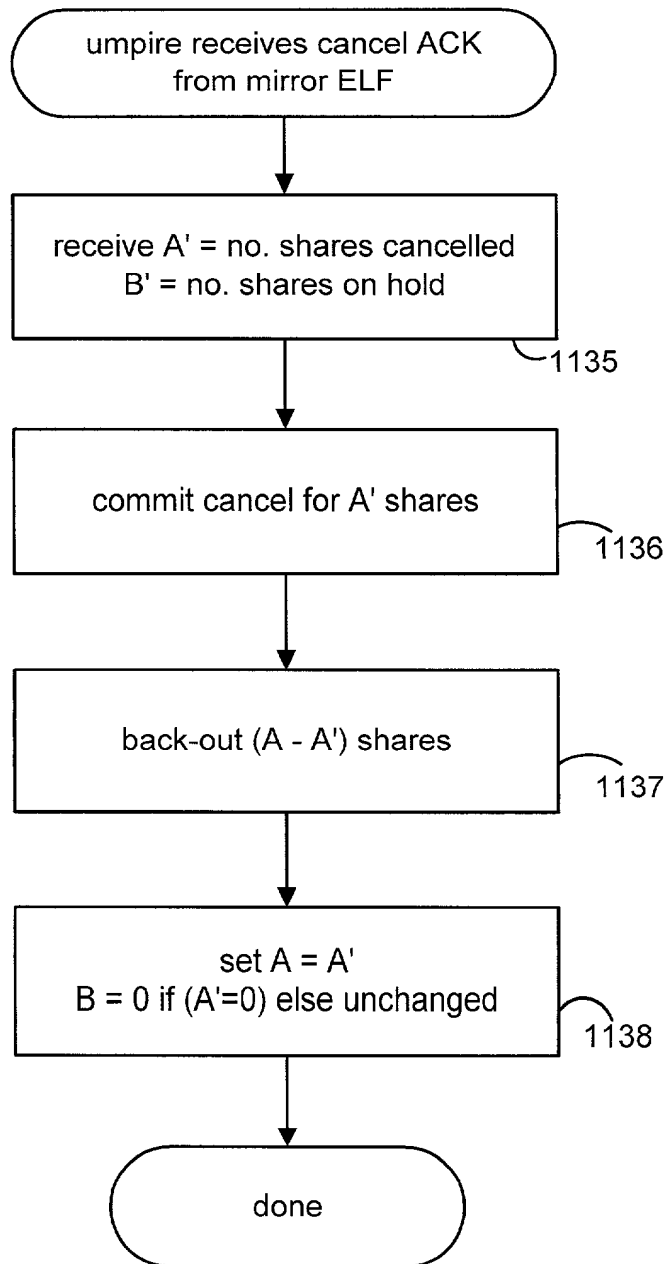 umpire receives cancel ACK
from mirror ELF
receive A' = no. shares cancelled
B' = no. shares on hold
1135
commit cancel for A' shares
1136
back-out (A - A') shares
1137
set A = A'
B = 0 if (A'=0) else unchanged
1138
done